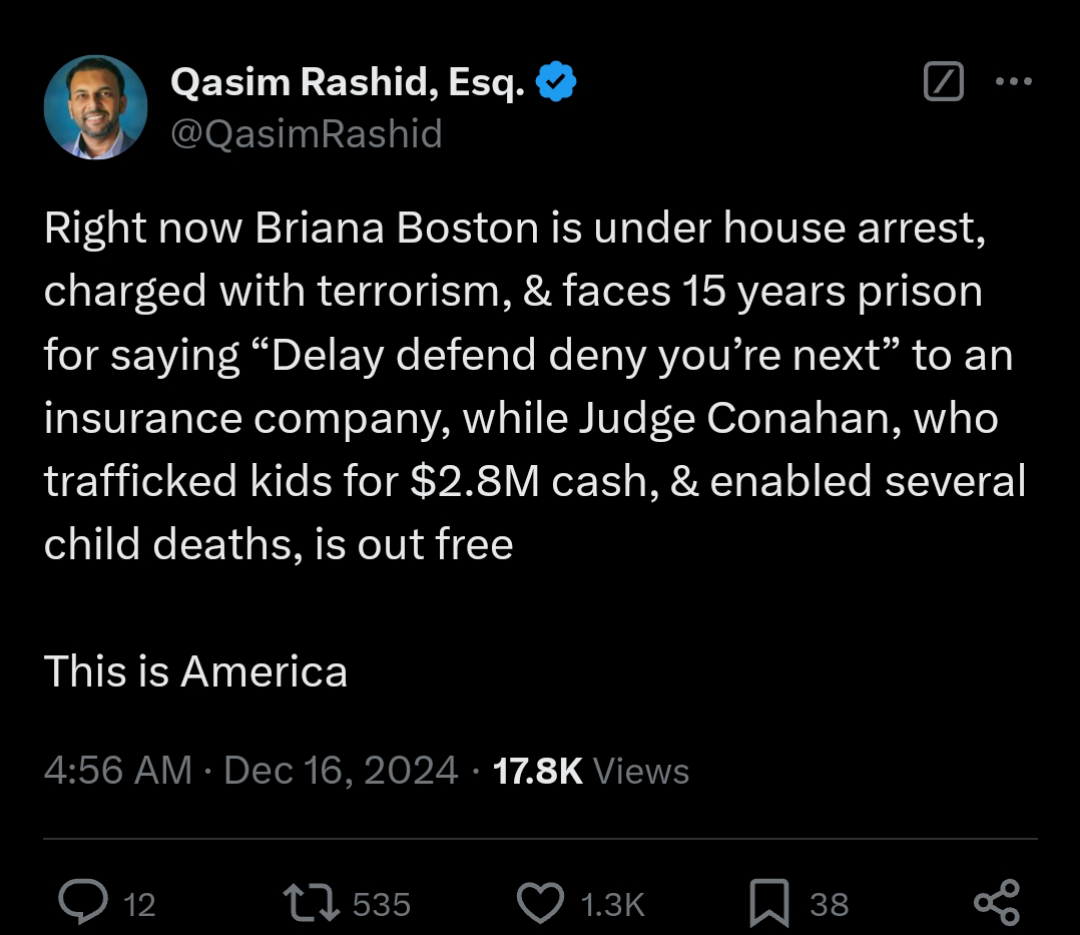 Qasim Rashid, Esq.
@QasimRashid
Right now Briana Boston is under house arrest,
charged with terrorism, & faces 15 years prison
for saying “Delay defend deny you’re next” to an
insurance company, while Judge Conahan, who
trafficked kids for $2.8M cash, & enabled several
child deaths, is out free
This is America
4:56 AM · Dec 16, 2024 · 17.8K Views
12 535 1.3K 38